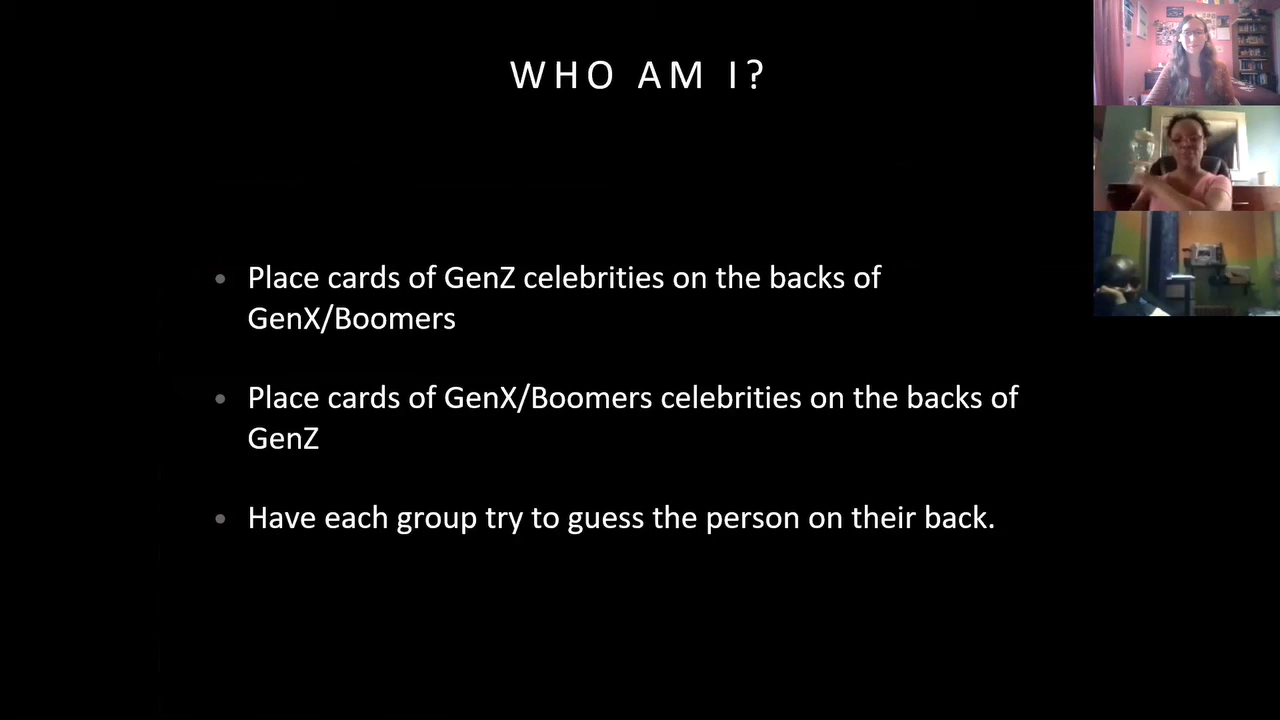 WHO AM I?
• Place cards of GenZ celebrities on the backs of
GenX/Boomers
• Place cards of GenX/Boomers celebrities on the backs of
GenZ
• Have each group try to guess the person on their back.